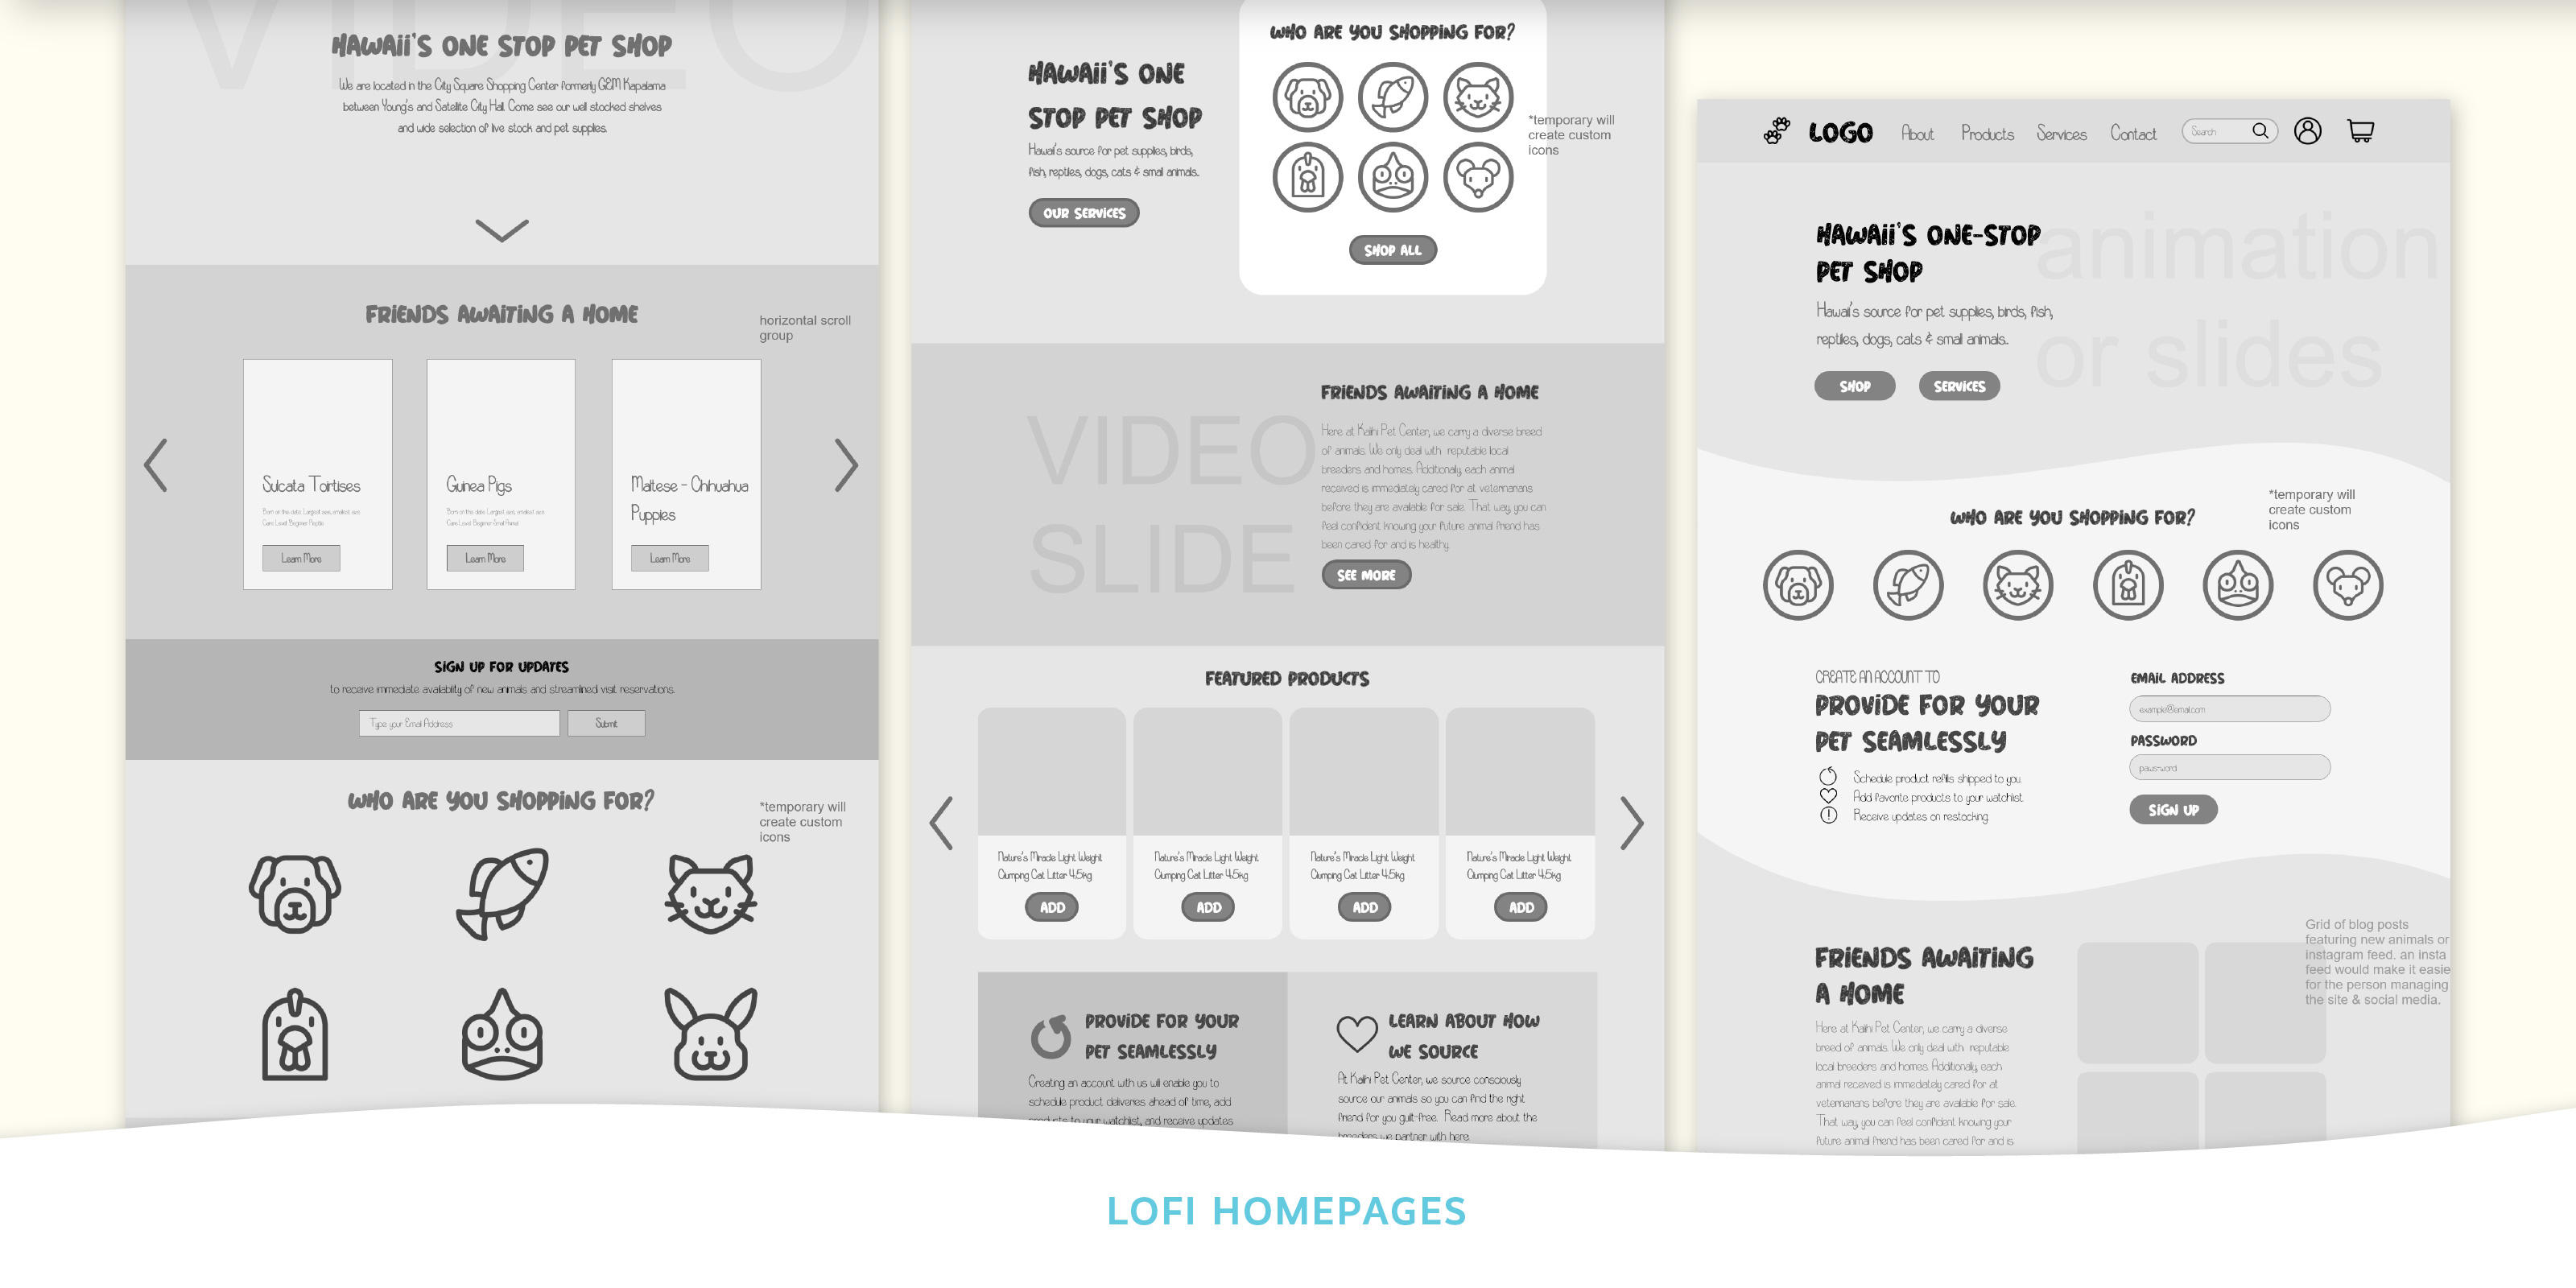 VIDEO
HAWAii'S ONE STOP PET SHOP
We are located in the City Square Shopping Center formerly GEM Kapalama
between Young's and Satellite City Hall. Come see our well stocked shelves
and wide selection of live stock and pet supplies.
FRiENDS AWAiTiNG A HOME
horizontal scroll
group
Sulcata Tortises
Learn More
Guinea Pigs
Learn More
Maltese - Chihuahua
Puppies
Learn More
SiGN UP FOR UPDATES
to receive immediate availablity of new animals and streamlined visit reservations.
Type your Email Address
Submit
WHO ARE YOU SHOPPiNG FOR?
*temporary will
create custom
icons
HAWAii'S ONE
STOP PET SHOP
Hawaii's source for pet supplies, birds,
fish, reptiles, dogs, cats & small animals.
OUR SERViCES
WHO ARE YOU SHOPPiNG FOR?
SHOP ALL
*temporary will
create custom
icons
VIDEO
SLIDE
FRiENDS AWAiTiNG A HOME
Here at Kalihi Pet Center, we carry a diverse breed
of animals. We only deal with reputable local
breeders and homes. Additionally, each animal
received is immediately cared for at veternarians
before they are available for sale. That way, you can
feel confident knowing your future animal friend has
been cared for and is healthy.
SEE MORE
FEATURED PRODUCTS
Nature's Miracle Light Weight
Clumping Cat Litter 4.5kg
ADD
Nature's Miracle Light Weight
Clumping Cat Litter 4.5kg
ADD
Nature's Miracle Light Weight
Clumping Cat Litter 4.5kg
ADD
Nature's Miracle Light Weight
Clumping Cat Litter 4.5kg
ADD
PROViDE FOR YOUR
PET SEAMLESSLY
Creating an account with us will enable you to
schedule product deliveries ahead of time, add
products to your watchlist, and receive updates
LEARN ABOUT HOW
WE SOURCE
At Kalihi Pet Center, we source consciously
source our animals so you can find the right
friend for you guilt-free. Read more about the
breeders we partner with here.
LOGO
About
Products
Services
Contact
Search
animation
or slides
HAWAii'S ONE-STOP
PET SHOP
Hawaii's source for pet supplies, birds, fish,
reptiles, dogs, cats & small animals.
SHOP
SERViCES
WHO ARE YOU SHOPPiNG FOR?
*temporary will
create custom
icons
CREATE AN ACCOUNT TO
PROViDE FOR YOUR
PET SEAMLESSLY
Schedule product refills shipped to you.
Add favorite products to your watchlist.
Receive updates on restocking.
EMAiL ADDRESS
example@email.com
PASSWORD
paws-word
SiGN UP
FRiENDS AWAiTiNG
A HOME
Here at Kalihi Pet Center, we carry a diverse
breed of animals. We only deal with reputable
local breeders and homes. Additionally, each
animal received is immediately cared for at
veternarians before they are available for sale.
That way, you can feel confident knowing your
future animal friend has been cared for and is
Grid of blog posts
featuring new animals or
instagram feed. an insta
feed would make it easie
for the person managing
the site & social media.
LOFI HOMEPAGES